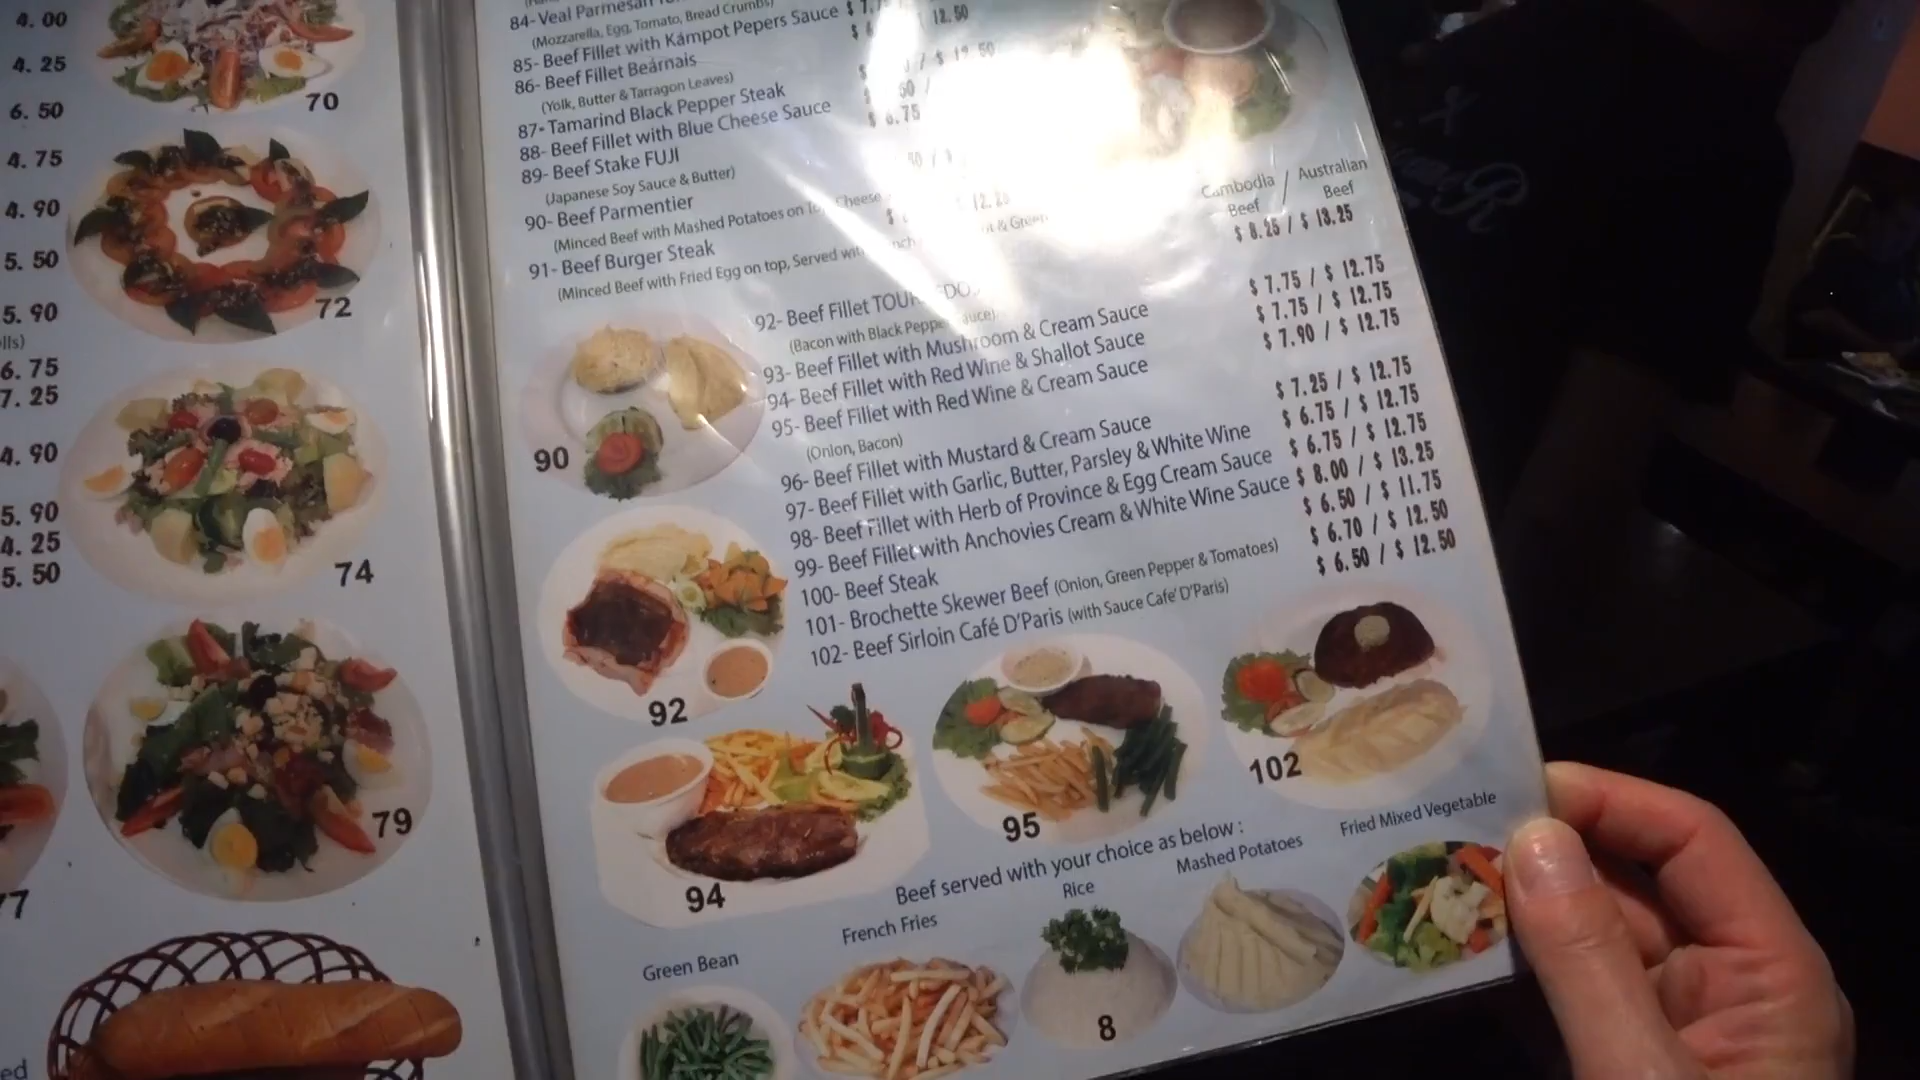 4.00
4.25
6.50
4.75
4.90
5.50
5.90
6.75
7.25
4.90
5.90
4.25
5.50
70
72
74
79
77
84- Veal Parmesan
(Mozzarella, Egg, Tomato, Bread Crumbs)
85- Beef Fillet with Kámpot Pepers Sauce
12.50
86- Beef Fillet Beárnais
(Yolk, Butter & Tarragon Leaves)
87- Tamarind Black Pepper Steak
88- Beef Fillet with Blue Cheese Sauce
89- Beef Stake FUJI
(Japanese Soy Sauce & Butter)
90- Beef Parmentier
(Minced Beef with Mashed Potatoes on Cheese
91- Beef Burger Steak
(Minced Beef with Fried Egg on top, Served
Cambodia Beef / Australian Beef
92- Beef Fillet $ 8.25 / $ 13.25
(Bacon with Black
93- Beef Fillet with Mushroom & Cream Sauce $ 7.75 / $ 12.75
94- Beef Fillet with Red Wine & Shallot Sauce $ 7.75 / $ 12.75
95- Beef Fillet with Red Wine & Cream Sauce $ 7.90 / $ 12.75
(Onion, Bacon)
96- Beef Fillet with Mustard & Cream Sauce $ 7.25 / $ 12.75
97- Beef Fillet with Garlic, Butter, Parsley & White Wine $ 6.75 / $ 12.75
98- Beef Fillet with Herb of Province & Egg Cream Sauce $ 6.75 / $ 12.75
99- Beef Fillet with Anchovies Cream & White Wine Sauce $ 8.00 / $ 13.25
100- Beef Steak $ 6.50 / $ 11.75
101- Brochette Skewer Beef (Onion, Green Pepper & Tomatoes) $ 6.70 / $ 12.50
102- Beef Sirloin Café D'Paris (with Sauce Cafe' D'Paris) $ 6.50 / $ 12.50
90
92
94
95
102
Beef served with your choice as below :
Green Bean
French Fries
Rice
Mashed Potatoes
Fried Mixed Vegetable
8